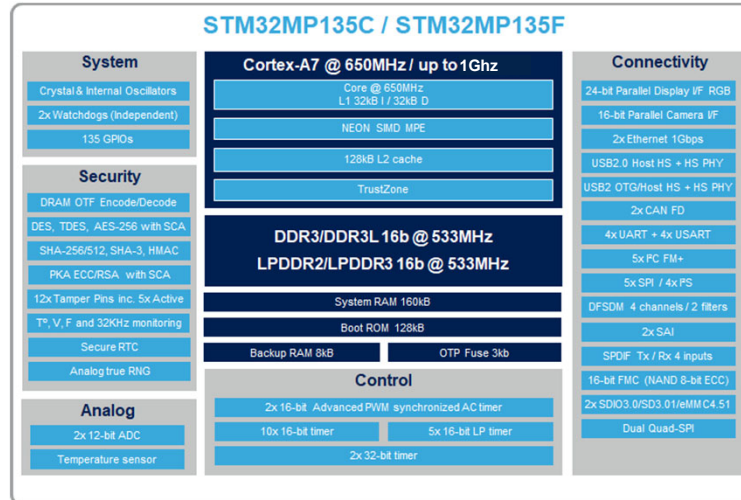 STM32MP135C / STM32MP135F
System
Crystal & Internal Oscillators
2x Watchdogs (Independent)
135 GPIOs
Security
DRAM OTF Encode/Decode
DES, TDES, AES-256 with SCA
SHA-256/512, SHA-3, HMAC
PKA ECC/RSA with SCA
12x Tamper Pins inc. 5x Active
Tº, V, F and 32KHz monitoring
Secure RTC
Analog true RNG
Analog
2x 12-bit ADC
Temperature sensor
Cortex-A7 @ 650MHz / up to 1Ghz
Core @ 650MHz
L1 32kB I / 32kB D
NEON SIMD MPE
128kB L2 cache
TrustZone
DDR3/DDR3L 16b @ 533MHz
LPDDR2/LPDDR3 16b @ 533MHz
System RAM 160kB
Boot ROM 128kB
Backup RAM 8kB
OTP Fuse 3kb
Control
2x 16-bit Advanced PWM synchronized AC timer
10x 16-bit timer
5x 16-bit LP timer
2x 32-bit timer
Connectivity
24-bit Parallel Display I/F RGB
16-bit Parallel Camera I/F
2x Ethernet 1Gbps
USB2.0 Host HS + HS PHY
USB2 OTG/Host HS + HS PHY
2x CAN FD
4x UART + 4x USART
5x I²C FM+
5x SPI / 4x I²S
DFSDM 4 channels / 2 filters
2x SAI
SPDIF Tx / Rx 4 inputs
16-bit FMC (NAND 8-bit ECC)
2x SDIO3.0/SD3.01/eMMC4.51
Dual Quad-SPI